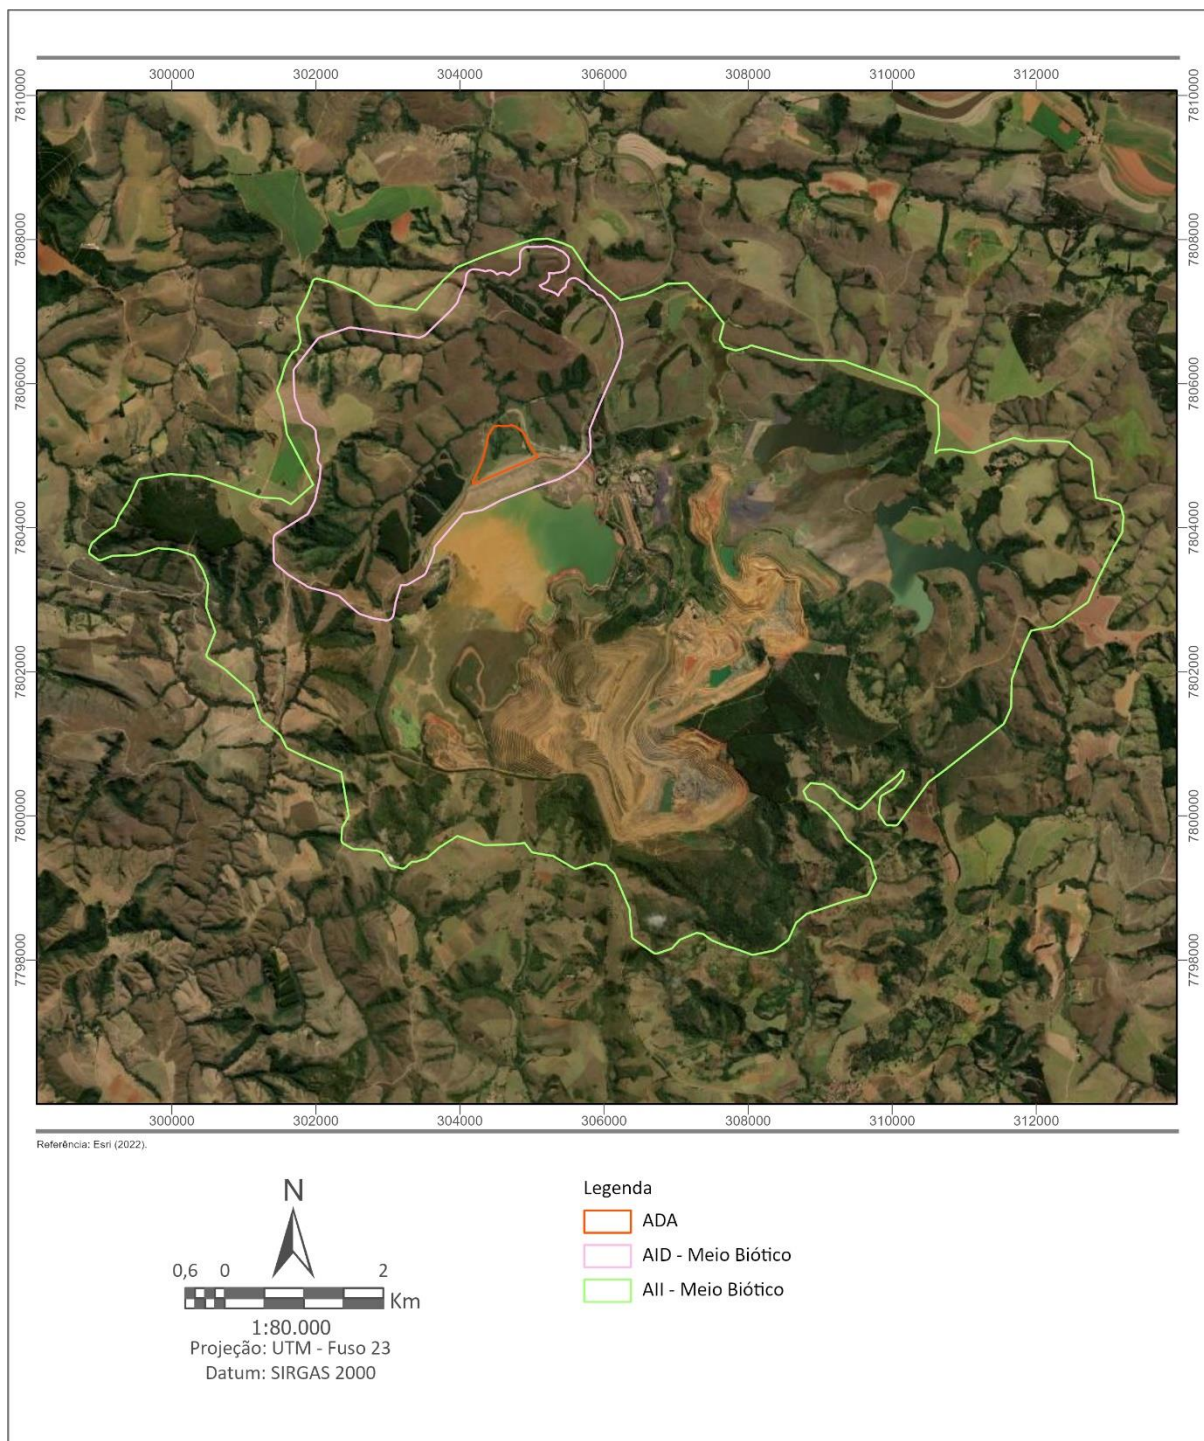 300000 302000 304000 306000 308000 310000 312000
7810000 7810000
7808000 7808000
7806000 7806000
7804000 7804000
7802000 7802000
7800000 7800000
7798000 7798000
300000 302000 304000 306000 308000 310000 312000
Referência: Esri (2022).
N
0,6 0 2
Km
1:80.000
Projeção: UTM - Fuso 23
Datum: SIRGAS 2000
Legenda
ADA
AID - Meio Biótico
AII - Meio Biótico